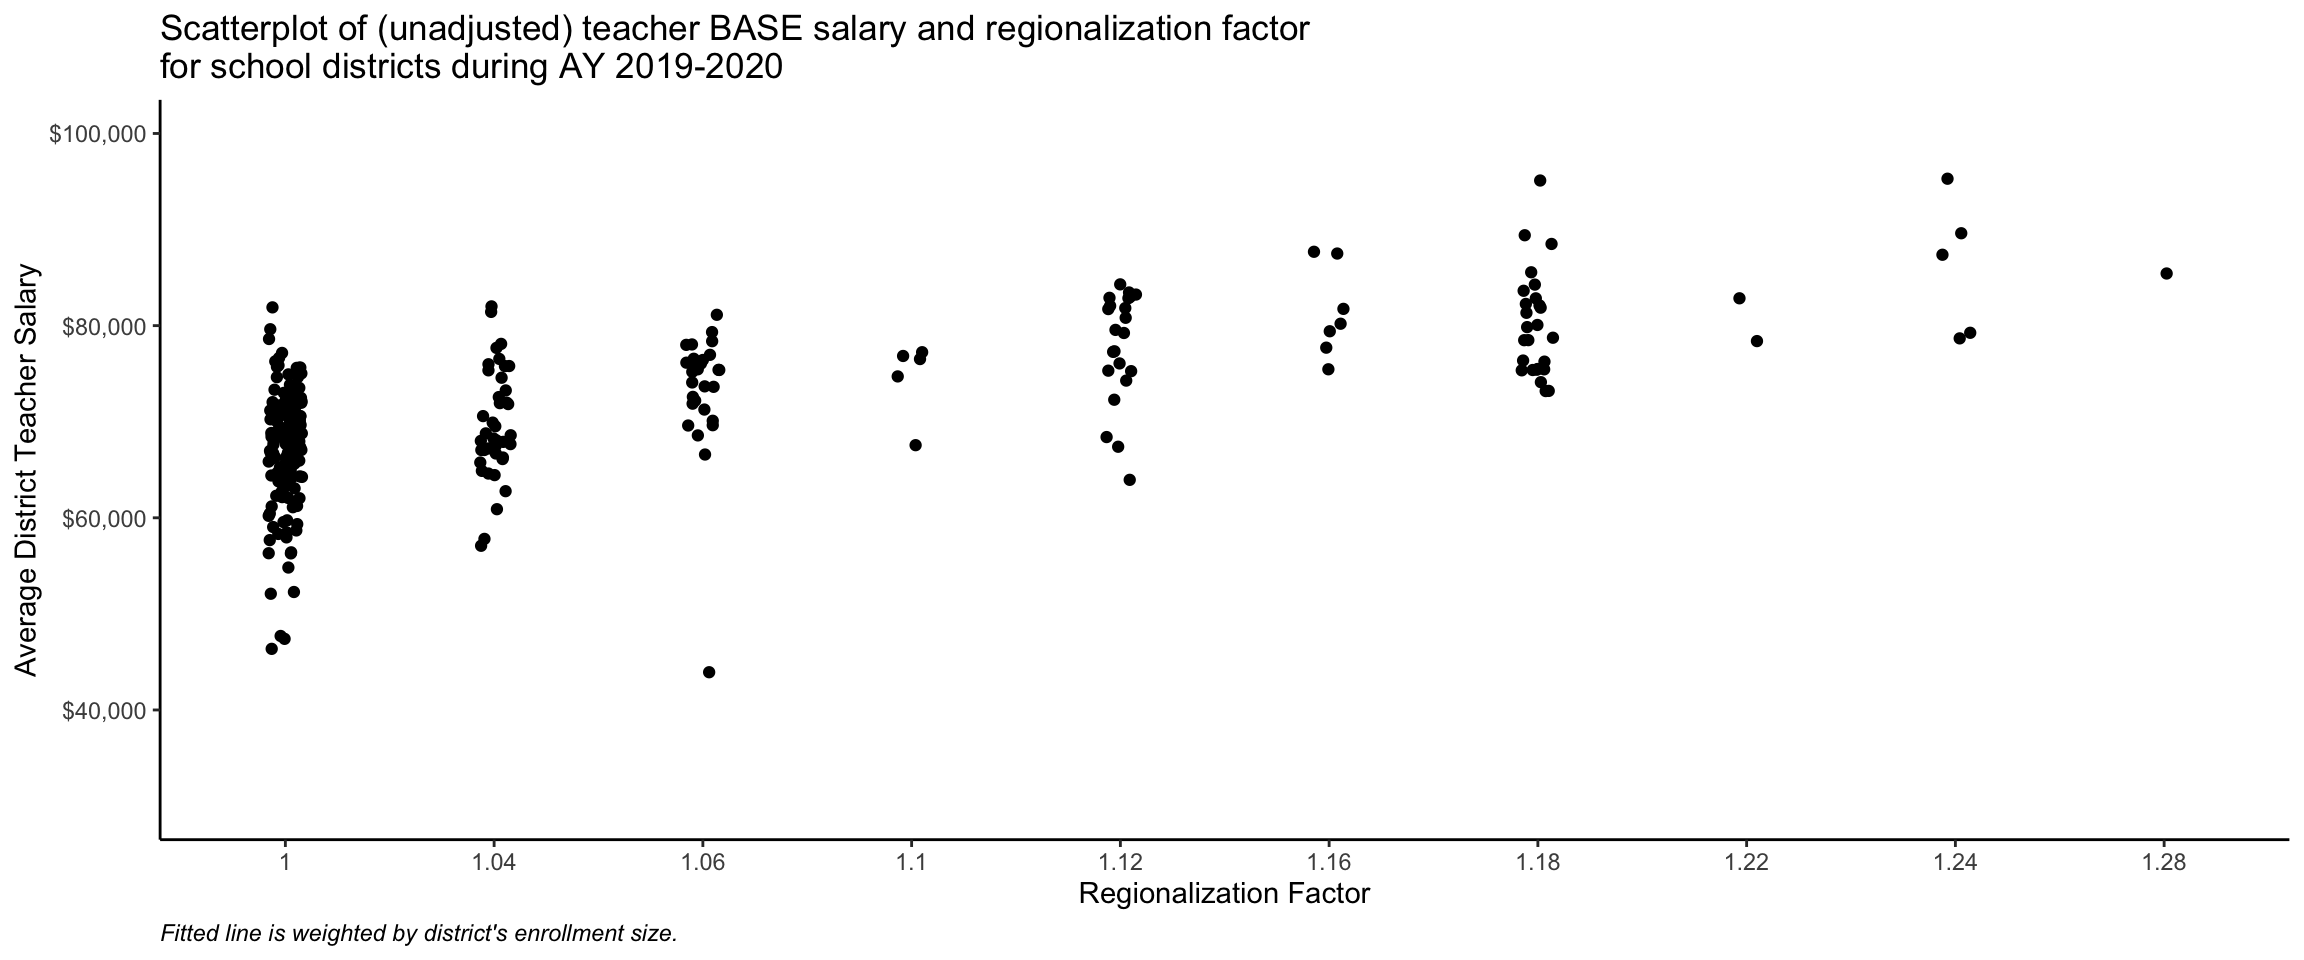 Scatterplot of (unadjusted) teacher BASE salary and regionalization factor
for school districts during AY 2019-2020
Average District Teacher Salary
$100,000
$80,000
$60,000
$40,000
1 1.04 1.06 1.1 1.12 1.16 1.18 1.22 1.24 1.28
Regionalization Factor
Fitted line is weighted by district's enrollment size.